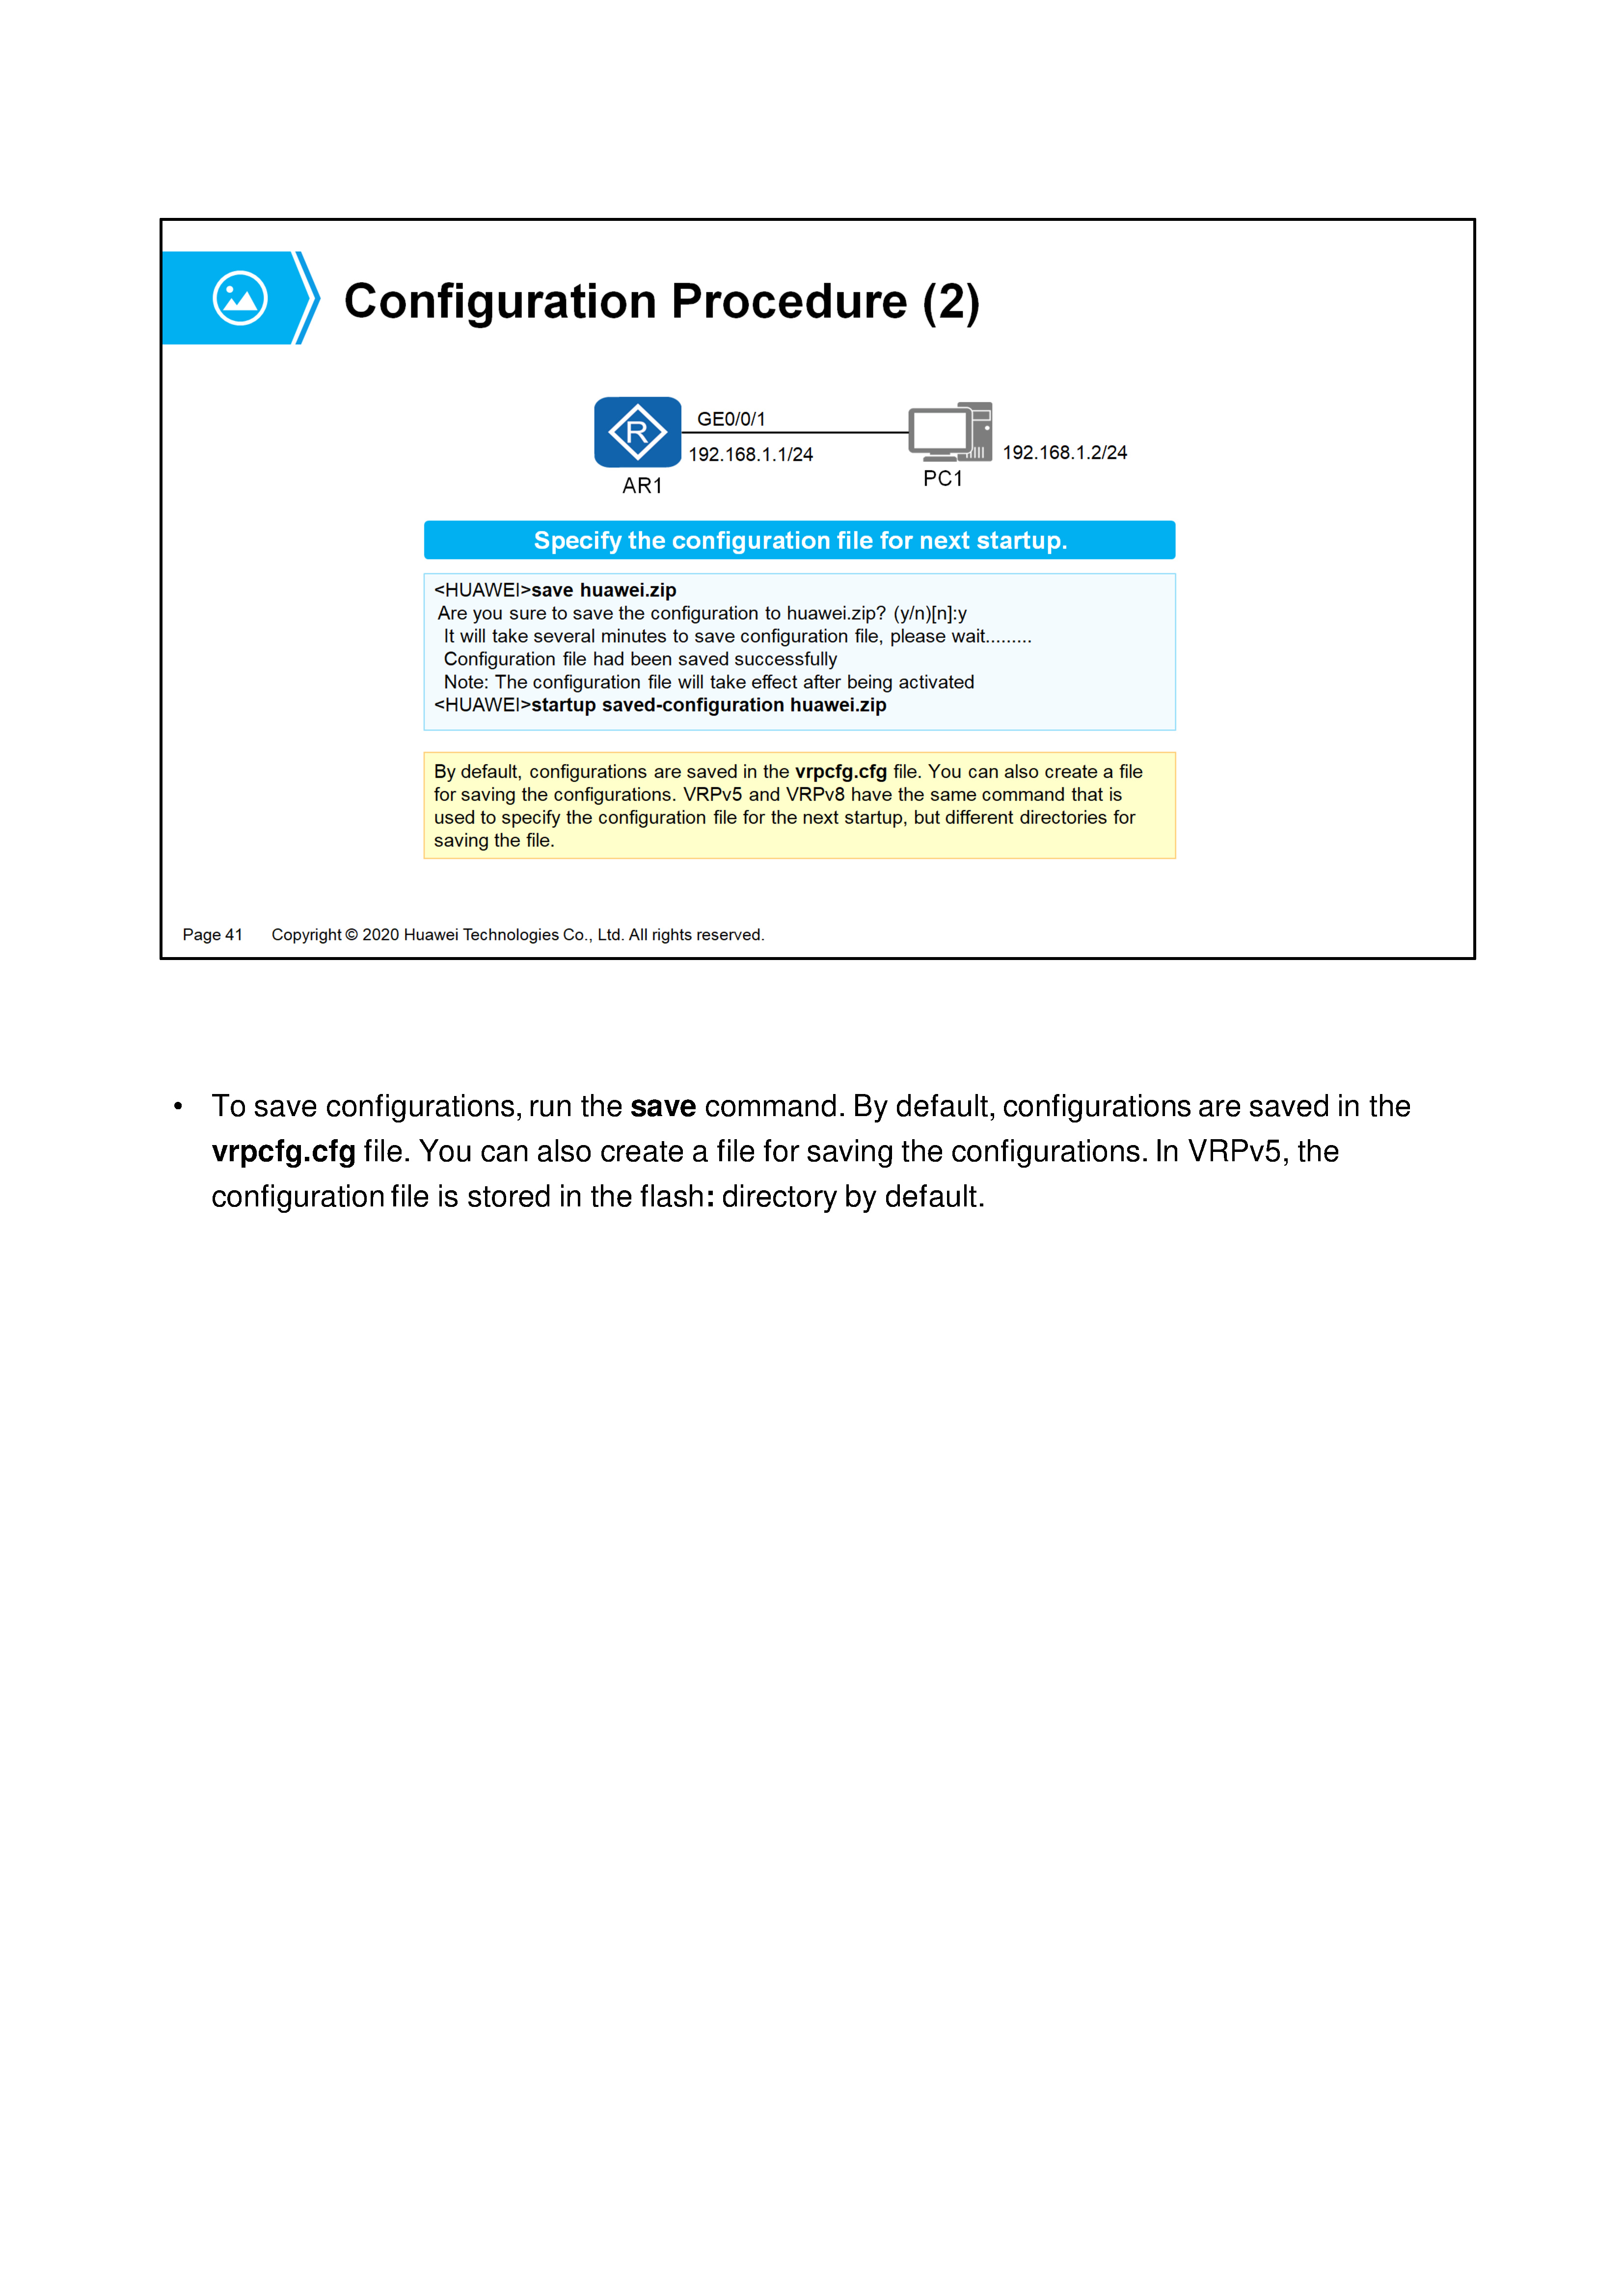 Configuration Procedure (2)
R
GE0/0/1
192.168.1.1/24
192.168.1.2/24
AR1
PC1
Specify the configuration file for next startup.
<HUAWEI>save huawei.zip
Are you sure to save the configuration to huawei.zip? (y/n)[n]:y
It will take several minutes to save configuration file, please wait.........
Configuration file had been saved successfully
Note: The configuration file will take effect after being activated
<HUAWEI>startup saved-configuration huawei.zip
By default, configurations are saved in the vrpcfg.cfg file. You can also create a file
for saving the configurations. VRPv5 and VRPv8 have the same command that is
used to specify the configuration file for the next startup, but different directories for
saving the file.
Page 41 Copyright © 2020 Huawei Technologies Co., Ltd. All rights reserved.
• To save configurations, run the save command. By default, configurations are saved in the
vrpcfg.cfg file. You can also create a file for saving the configurations. In VRPv5, the
configuration file is stored in the flash: directory by default.